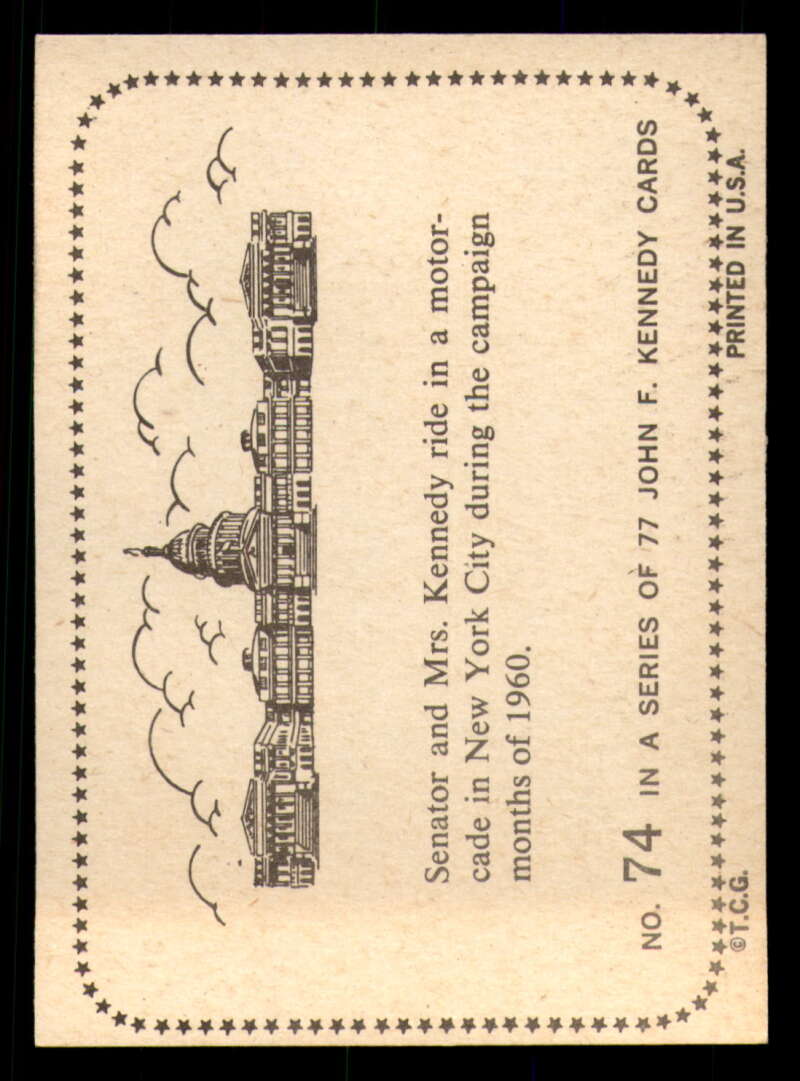 Senator and Mrs. Kennedy ride in a motor-
cade in New York City during the campaign
months of 1960.
NO. 74 IN A SERIES OF 77 JOHN F. KENNEDY CARDS
©T.C.G. PRINTED IN U.S.A.